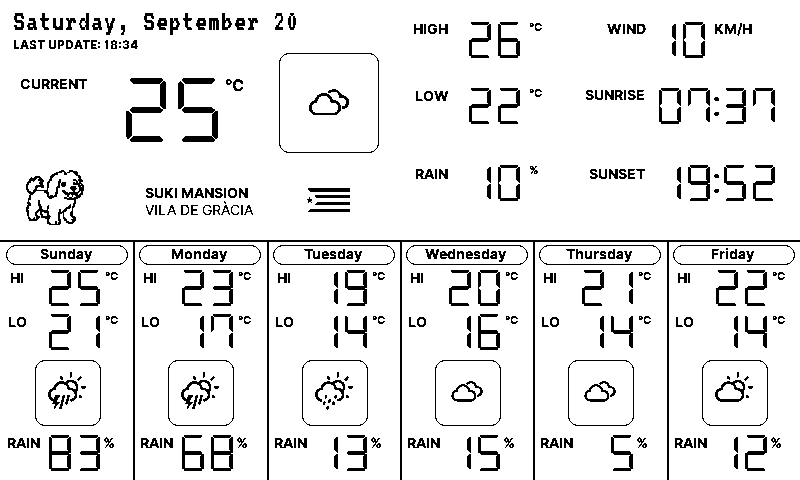 Saturday, September 20
LAST UPDATE: 18:34
CURRENT 25 °C
SUKI MANSION
VILA DE GRÀCIA
HIGH 26 °C
WIND 10 KM/H
LOW 22 °C
SUNRISE 07:37
RAIN 10 %
SUNSET 19:52
Sunday
HI 25 °C
LO 21 °C
RAIN 83 %
Monday
HI 23 °C
LO 17 °C
RAIN 68 %
Tuesday
HI 19 °C
LO 14 °C
RAIN 13 %
Wednesday
HI 20 °C
LO 16 °C
RAIN 15 %
Thursday
HI 21 °C
LO 14 °C
RAIN 5 %
Friday
HI 22 °C
LO 14 °C
RAIN 12 %